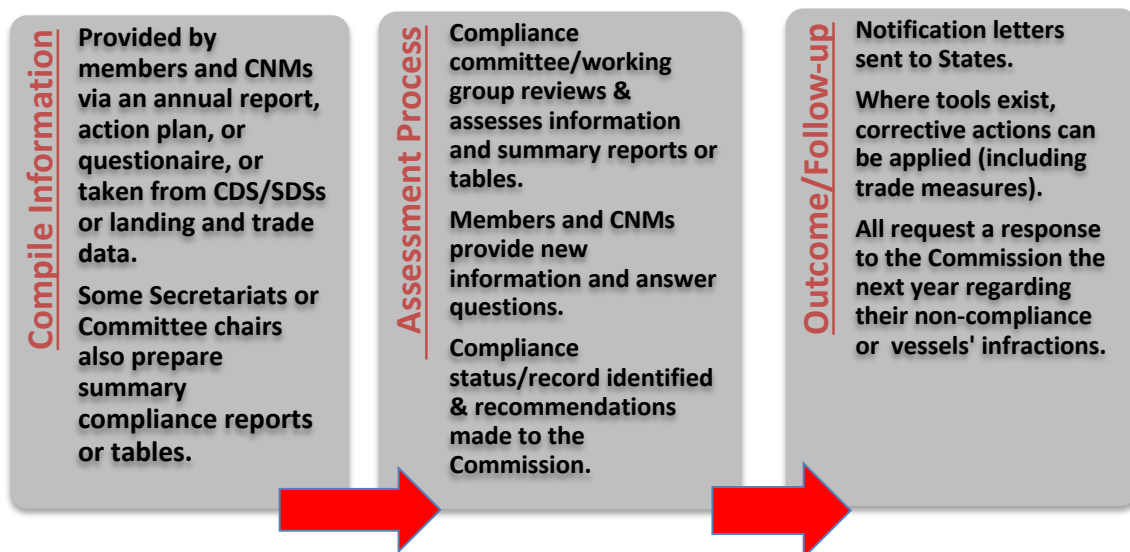 Compile Information
Provided by
members and CNMs
via an annual report,
action plan, or
questionaire, or
taken from CDS/SDSs
or landing and trade
data.
Some Secretariats or
Committee chairs
also prepare
summary
compliance reports
or tables.
Assessment Process
Compliance
committee/working
group reviews &
assesses information
and summary reports or
tables.
Members and CNMs
provide new
information and answer
questions.
Compliance
status/record identified
& recommendations
made to the
Commission.
Outcome/Follow-up
Notification letters
sent to States.
Where tools exist,
corrective actions can
be applied (including
trade measures).
All request a response
to the Commission the
next year regarding
their non-compliance
or vessels' infractions.